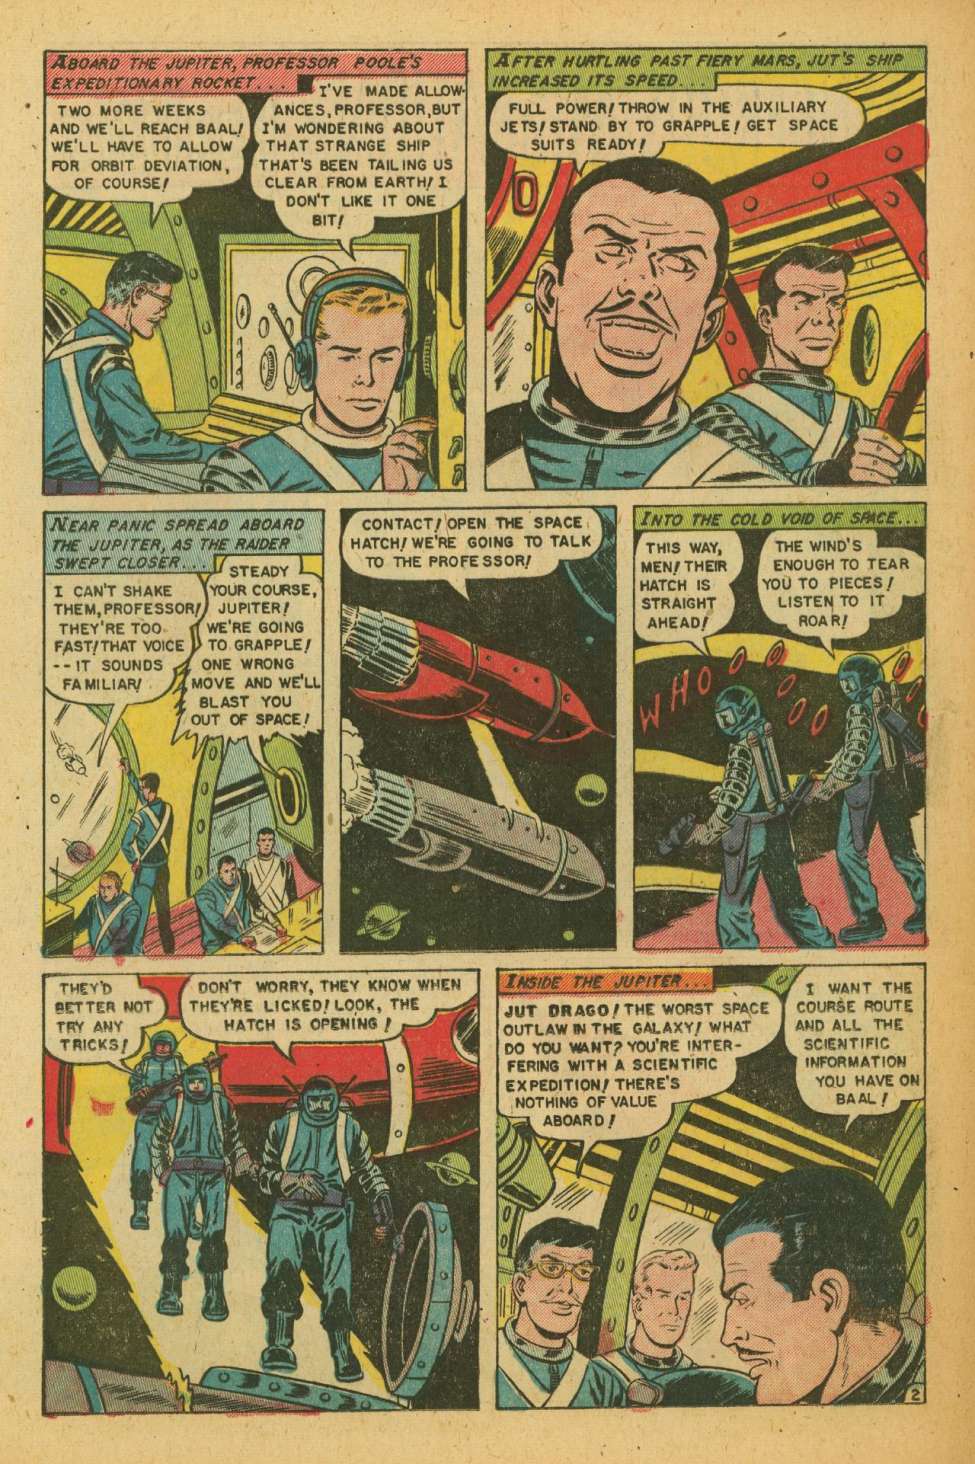 ABOARD THE JUPITER, PROFESSOR POOLE'S
EXPEDITIONARY ROCKET...
TWO MORE WEEKS
AND WE'LL REACH BAAL!
WE'LL HAVE TO ALLOW
FOR ORBIT DEVIATION,
OF COURSE!
I'VE MADE ALLOW-
ANCES, PROFESSOR, BUT
I'M WONDERING ABOUT
THAT STRANGE SHIP
THAT'S BEEN TAILING US
CLEAR FROM EARTH! I
DON'T LIKE IT ONE
BIT!
AFTER HURTLING PAST FIERY MARS, JUT'S SHIP
INCREASED ITS SPEED...
FULL POWER! THROW IN THE AUXILIARY
JETS! STAND BY TO GRAPPLE! GET SPACE
SUITS READY!
NEAR PANIC SPREAD ABOARD
THE JUPITER, AS THE RAIDER
SWEPT CLOSER...
I CAN'T SHAKE
THEM, PROFESSOR!
THEY'RE TOO
FAST! THAT VOICE
--IT SOUNDS
FAMILIAR!
STEADY
YOUR COURSE,
JUPITER!
WE'RE GOING
TO GRAPPLE!
ONE WRONG
MOVE AND WE'LL
BLAST YOU
OUT OF SPACE!
CONTACT! OPEN THE SPACE
HATCH! WE'RE GOING TO TALK
TO THE PROFESSOR!
INTO THE COLD VOID OF SPACE...
THIS WAY,
MEN! THEIR
HATCH IS
STRAIGHT
AHEAD!
THE WIND'S
ENOUGH TO TEAR
YOU TO PIECES!
LISTEN TO IT
ROAR!
WHOOOOOOO
THEY'D
BETTER NOT
TRY ANY
TRICKS!
DON'T WORRY, THEY KNOW WHEN
THEY'RE LICKED! LOOK, THE
HATCH IS OPENING!
INSIDE THE JUPITER...
JUT DRAGO! THE WORST SPACE
OUTLAW IN THE GALAXY! WHAT
DO YOU WANT? YOU'RE INTER-
FERING WITH A SCIENTIFIC
EXPEDITION! THERE'S
NOTHING OF VALUE
ABOARD!
I WANT THE
COURSE ROUTE
AND ALL THE
SCIENTIFIC
INFORMATION
YOU HAVE ON
BAAL!
2